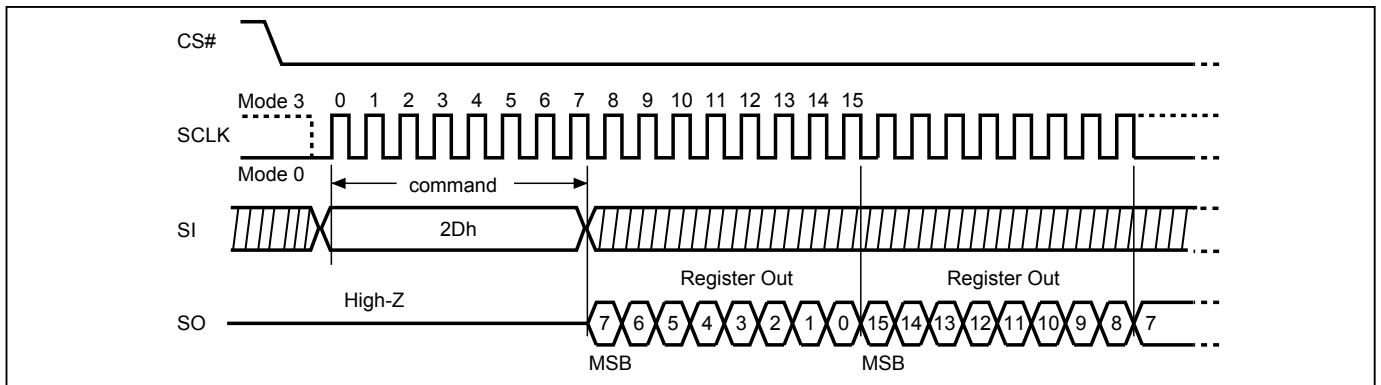 CS#
Mode 3 0 1 2 3 4 5 6 7 8 9 10 11 12 13 14 15
SCLK
Mode 0
command
SI 2Dh
Register Out Register Out
High-Z
SO 7 6 5 4 3 2 1 0 15 14 13 12 11 10 9 8 7
MSB MSB